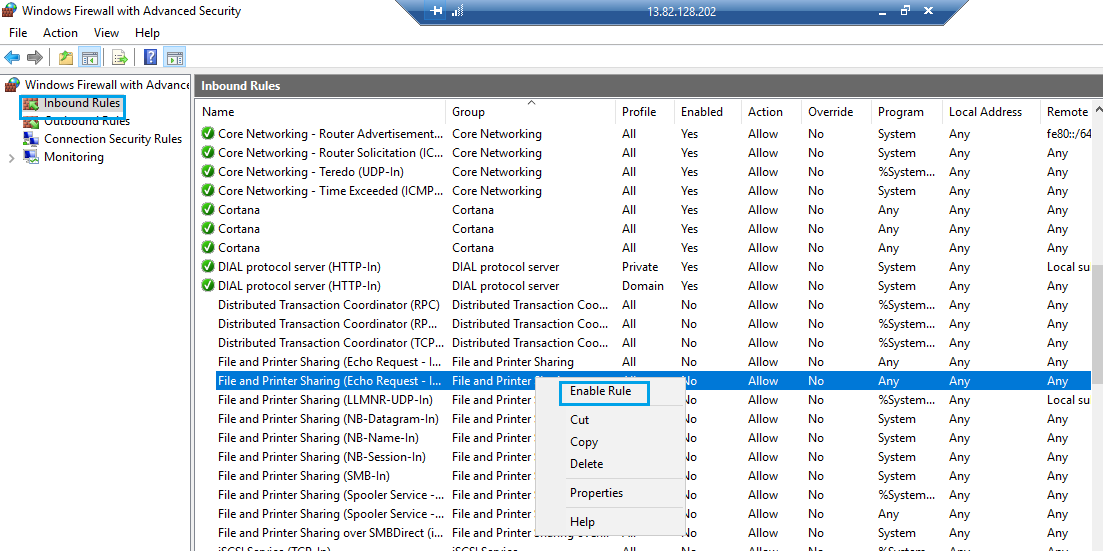 Windows Firewall with Advanced Security
13.82.128.202
File Action View Help
Windows Firewall with Advance
Inbound Rules
Outbound Rules
Connection Security Rules
Monitoring
Inbound Rules
Name Group Profile Enabled Action Override Program Local Address Remote
Core Networking - Router Advertisement... Core Networking All Yes Allow No System Any fe80::/64
Core Networking - Router Solicitation (IC... Core Networking All Yes Allow No System Any Any
Core Networking - Teredo (UDP-In) Core Networking All Yes Allow No %System... Any Any
Core Networking - Time Exceeded (ICMP... Core Networking All Yes Allow No System Any Any
Cortana Cortana All Yes Allow No Any Any Any
Cortana Cortana All Yes Allow No Any Any Any
Cortana Cortana All Yes Allow No Any Any Any
DIAL protocol server (HTTP-In) DIAL protocol server Private Yes Allow No System Any Local su
DIAL protocol server (HTTP-In) DIAL protocol server Domain Yes Allow No System Any Any
Distributed Transaction Coordinator (RPC) Distributed Transaction Coo... All No Allow No %System... Any Any
Distributed Transaction Coordinator (RP... Distributed Transaction Coo... All No Allow No %System... Any Any
Distributed Transaction Coordinator (TCP... Distributed Transaction Coo... All No Allow No %System... Any Any
File and Printer Sharing (Echo Request - I... File and Printer Sharing All No Allow No Any Any Any
File and Printer Sharing (Echo Request - I... File and Printer No Allow No Any Any Any
File and Printer Sharing (LLMNR-UDP-In) File and Printer No Allow No %System... Any Local su
File and Printer Sharing (NB-Datagram-In) File and Printer No Allow No System Any Any
File and Printer Sharing (NB-Name-In) File and Printer No Allow No System Any Any
File and Printer Sharing (NB-Session-In) File and Printer No Allow No System Any Any
File and Printer Sharing (SMB-In) File and Printer No Allow No System Any Any
File and Printer Sharing (Spooler Service -... File and Printer No Allow No %System... Any Any
File and Printer Sharing (Spooler Service -... File and Printer No Allow No Any Any Any
File and Printer Sharing over SMBDirect (i... File and Printer No Allow No System Any Any
iSCSI Service (TCP-In) iSCSI Service All No Allow No %System... Any Any
Enable Rule
Cut
Copy
Delete
Properties
Help